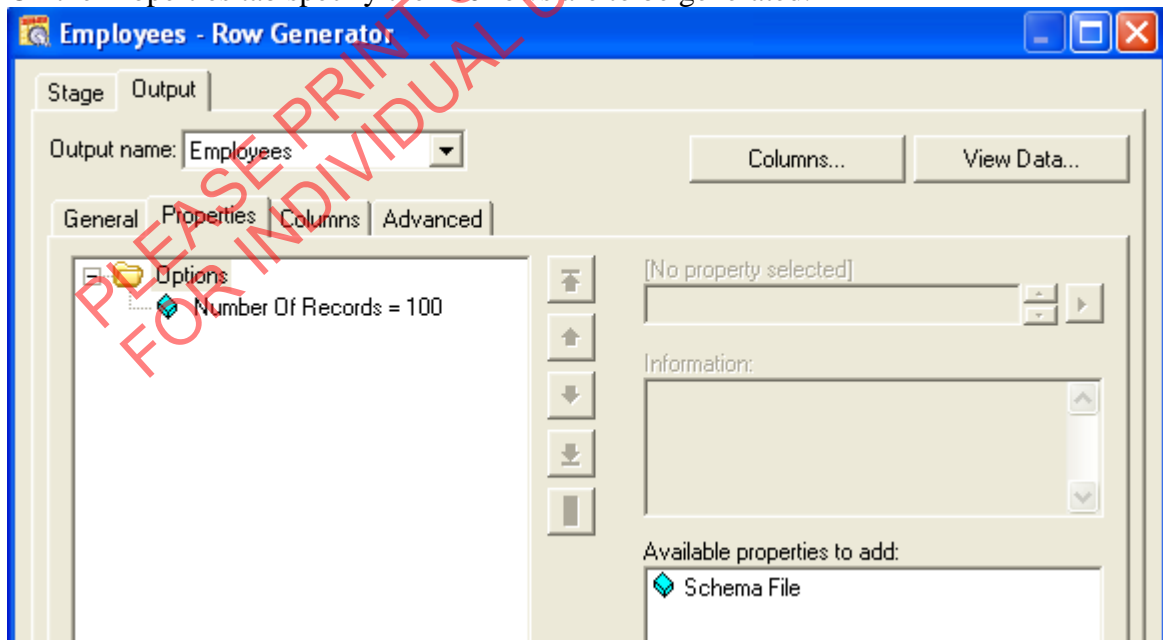 Employees - Row Generator
Stage Output
Output name: Employees
Columns... View Data...
General Properties Columns Advanced
Options
Number Of Records = 100
[No property selected]
Information:
Available properties to add:
Schema File
PLEASE PRINT
FOR INDIVIDUAL